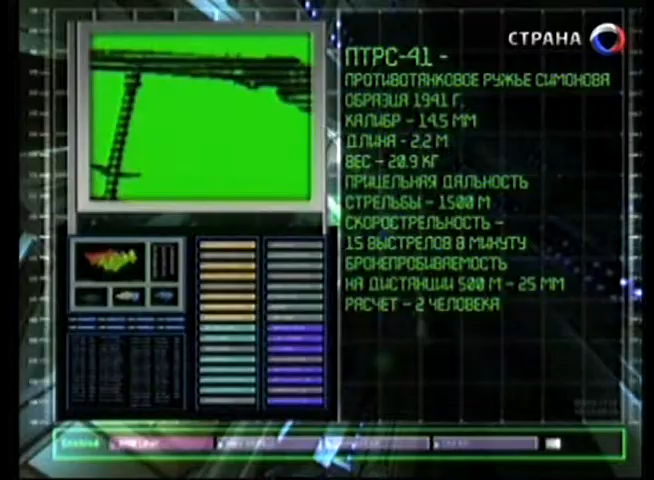 СТРАНА
ПТРС-41 -
ПРОТИВОТАНКОВОЕ РУЖЬЕ СИМОНОВА
ОБРАЗЦА 1941 Г.
КАЛИБР - 14.5 ММ
ДЛИНА - 2.2 М
ВЕС - 20.9 КГ
ПРИЦЕЛЬНАЯ ДАЛЬНОСТЬ
СТРЕЛЬБЫ - 1500 М
СКОРОСТРЕЛЬНОСТЬ -
15 ВЫСТРЕЛОВ В МИНУТУ
БРОНЕПРОБИВАЕМОСТЬ
НА ДИСТАНЦИИ 500 М - 25 ММ
РАСЧЕТ - 2 ЧЕЛОВЕКА